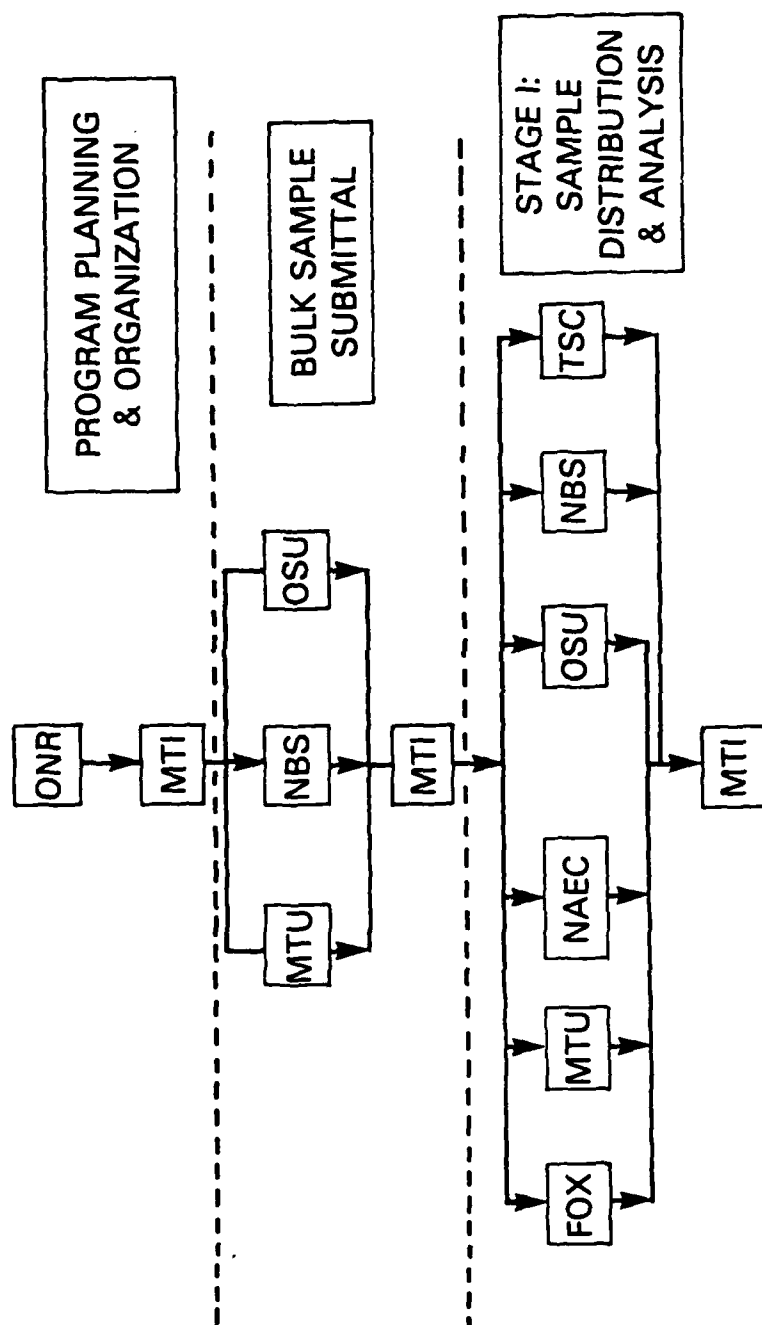 ONR
MTI
PROGRAM PLANNING
& ORGANIZATION
MTU
NBS
OSU
BULK SAMPLE
SUBMITTAL
MTI
FOX
MTU
NAEC
OSU
NBS
TSC
STAGE I:
SAMPLE
DISTRIBUTION
& ANALYSIS
MTI